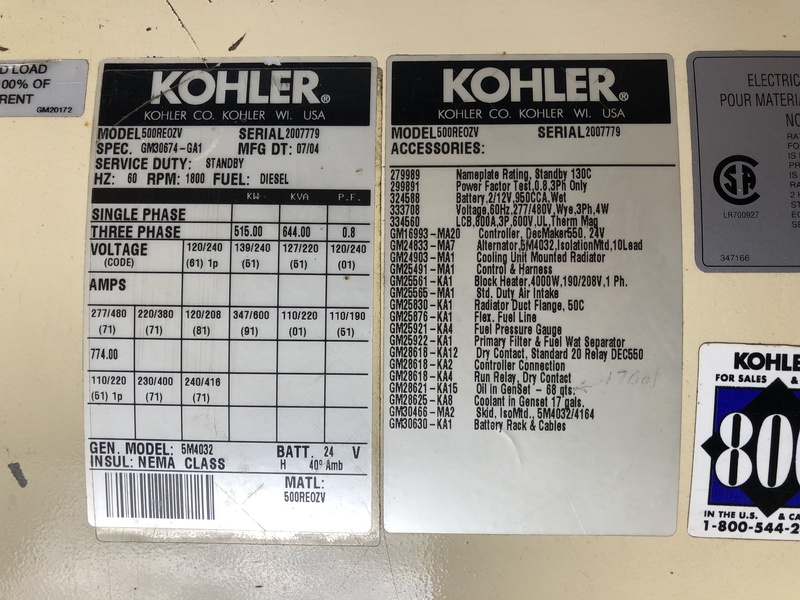 D LOAD
00% OF
RENT
GM20172
KOHLER®
KOHLER CO. KOHLER WI. USA
MODEL 500REOZV SERIAL 2007779
SPEC. GM30674-GA1 MFG DT: 07/04
SERVICE DUTY: STANDBY
HZ: 60 RPM: 1800 FUEL: DIESEL
KW KVA P.F.
SINGLE PHASE
THREE PHASE 515.00 644.00 0.8
VOLTAGE 120/240 139/240 127/220 120/240
(CODE) (61) 1p (51) (51) (01)
AMPS
277/480 220/380 120/208 347/600 110/220 110/190
(71) (71) (81) (91) (01) (51)
774.00
110/220 230/400 240/416
(51) 1p (71) (71)
GEN. MODEL: 5M4032 BATT. 24 V
INSUL: NEMA CLASS H 40° Amb
MATL:
500REOZV
KOHLER®
KOHLER CO. KOHLER WI. USA
MODEL 500REOZV SERIAL 2007779
ACCESSORIES:
279989 Nameplate Rating, Standby 130C
299891 Power Factor Test,0.8,3Ph Only
324588 Battery,2/12V,950CCA,Wet
333708 Voltage,60Hz,277/480V,Wye,3Ph,4W
334560 LCB,800A,3P,600V,UL,Therm Mag
GM16993-MA20 Controller, DecMaker550, 24V
GM24833-MA7 Alternator,5M4032,IsolationMtd,10Lead
GM24903-MA1 Cooling Unit Mounted Radiator
GM25491-MA1 Control & Harness
GM25561-KA1 Block Heater,4000W,190/208V,1 Ph.
GM25565-MA1 Std. Duty Air Intake
GM25830-KA1 Radiator Duct Flange, 50C
GM25876-KA1 Flex. Fuel Line
GM25921-KA4 Fuel Pressure Gauge
GM25922-KA1 Primary Filter & Fuel Wat Separator
GM28618-KA12 Dry Contact, Standard 20 Relay DEC550
GM28618-KA2 Controller Connection
GM28618-KA4 Run Relay, Dry Contact
GM28621-KA15 Oil in GenSet - 68 qts.
GM28625-KA8 Coolant in Genset 17 gals.
GM30466-MA2 Skid, IsoMtd., 5M4032/4164
GM30630-KA1 Battery Rack & Cables
ELECTRIC
POUR MATERIA
NO
LR700927
347166
KOHLE
FOR SALES &
800
IN THE U.S. & CA
1-800-544-2